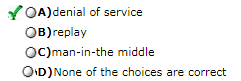 A)denial of service
B)replay
C)man-in-the middle
D)None of the choices are correct